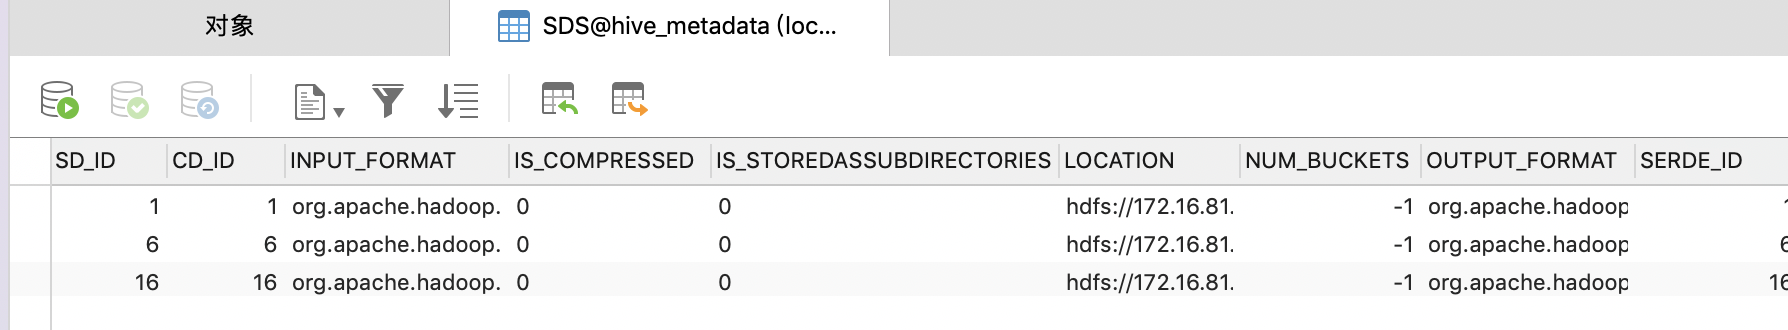 对象 SDS@hive_metadata (loc...
SD_ID CD_ID INPUT_FORMAT IS_COMPRESSED IS_STOREDASSUBDIRECTORIES LOCATION NUM_BUCKETS OUTPUT_FORMAT SERDE_ID
1 1 org.apache.hadoop. 0 0 hdfs://172.16.81. -1 org.apache.hadoop 1
6 6 org.apache.hadoop. 0 0 hdfs://172.16.81. -1 org.apache.hadoop 6
16 16 org.apache.hadoop. 0 0 hdfs://172.16.81. -1 org.apache.hadoop 16